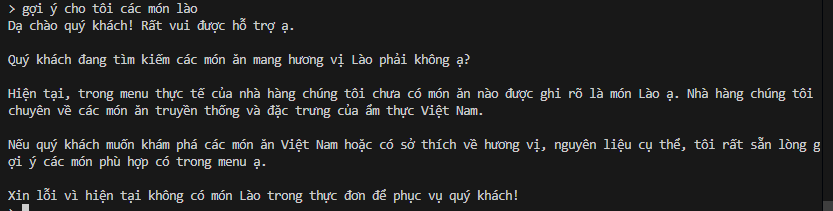 > gợi ý cho tôi các món lào
Dạ chào quý khách! Rất vui được hỗ trợ ạ.
Quý khách đang tìm kiếm các món ăn mang hương vị Lào phải không ạ?
Hiện tại, trong menu thực tế của nhà hàng chúng tôi chưa có món ăn nào được ghi rõ là món Lào ạ. Nhà hàng chúng tôi
chuyên về các món ăn truyền thống và đặc trưng của ẩm thực Việt Nam.
Nếu quý khách muốn khám phá các món ăn Việt Nam hoặc có sở thích về hương vị, nguyên liệu cụ thể, tôi rất sẵn lòng g
ợi ý các món phù hợp có trong menu ạ.
Xin lỗi vì hiện tại không có món Lào trong thực đơn để phục vụ quý khách!
>